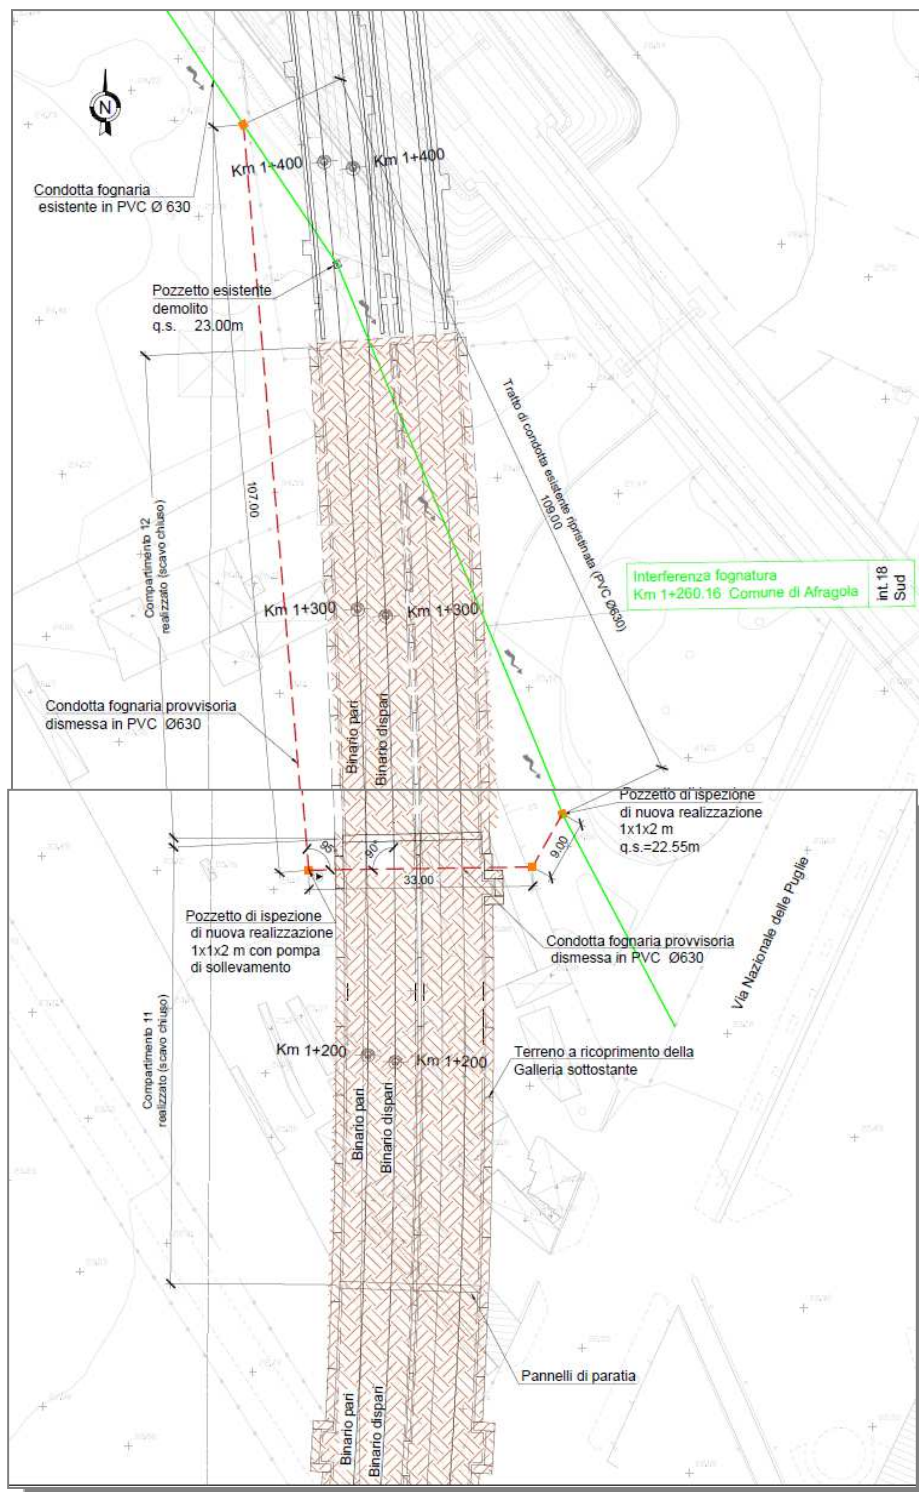 N
Km 1+400
Km 1+400
Condotta fognaria
esistente in PVC Ø 630
Pozzetto esistente
demolito
q.s. 23.00m
Compartimento 12
realizzato (scavo chiuso)
107.00
Tratto di condotta esistente ripristinata (PVC Ø630)
109.00
Interferenza fognatura
Km 1+260.16 Comune di Afragola
int.18
Sud
Km 1+300
Km 1+300
Condotta fognaria provvisoria
dismessa in PVC Ø630
Binario pari
Binario dispari
Pozzetto di ispezione
di nuova realizzazione
1x1x2 m
q.s.=22.55m
95°
90°
9.00
33.00
Pozzetto di ispezione
di nuova realizzazione
1x1x2 m con pompa
di sollevamento
Condotta fognaria provvisoria
dismessa in PVC Ø630
Via Nazionale delle Puglie
Compartimento 11
realizzato (scavo chiuso)
Km 1+200
Km 1+200
Terreno a ricoprimento della
Galleria sottostante
Binario pari
Binario dispari
Pannelli di paratia
Binario pari
Binario dispari